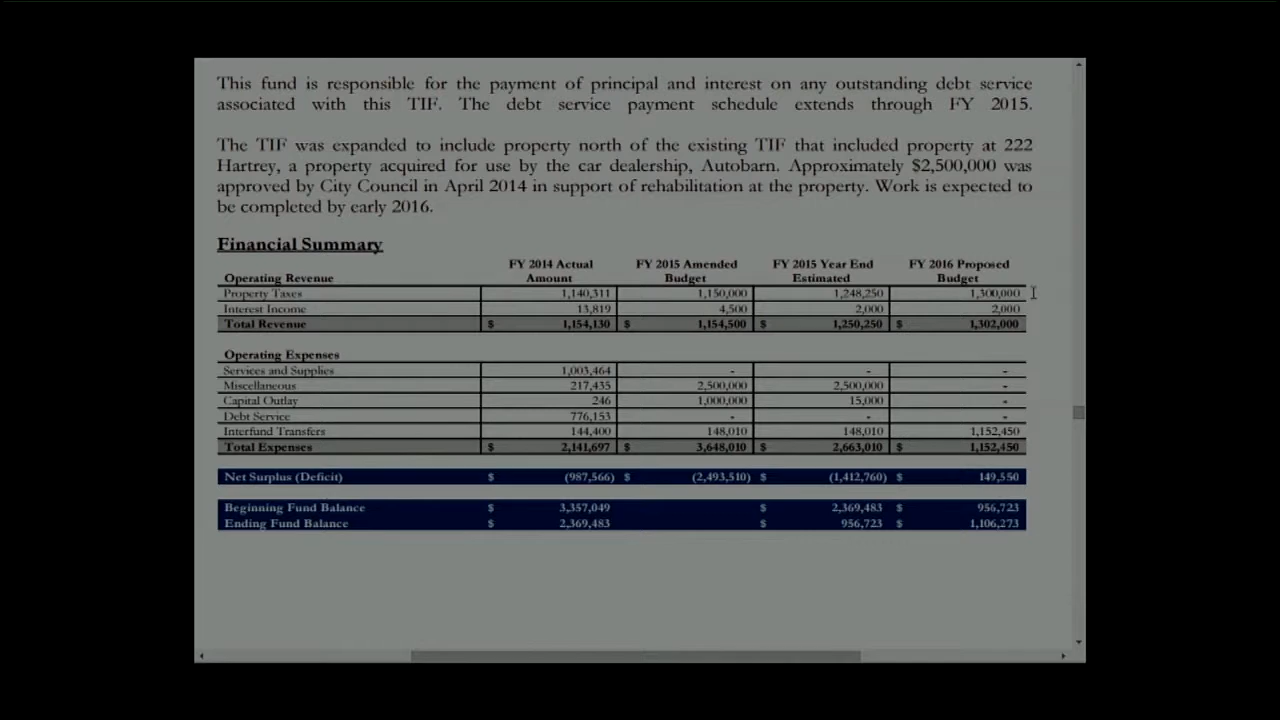 This fund is responsible for the payment of principal and interest on any outstanding debt service
associated with this TIF. The debt service payment schedule extends through FY 2015.
The TIF was expanded to include property north of the existing TIF that included property at 222
Hartrey, a property acquired for use by the car dealership, Autobarn. Approximately $2,500,000 was
approved by City Council in April 2014 in support of rehabilitation at the property. Work is expected to
be completed by early 2016.
Financial Summary
FY 2014 Actual FY 2015 Amended FY 2015 Year End FY 2016 Proposed
Operating Revenue Amount Budget Estimated Budget
Property Taxes 1,140,311 1,150,000 1,248,250 1,300,000
Interest Income 13,819 4,500 2,000 2,000
Total Revenue $ 1,154,130 $ 1,154,500 $ 1,250,250 $ 1,302,000
Operating Expenses
Services and Supplies 1,003,464 - - -
Miscellaneous 217,435 2,500,000 2,500,000 -
Capital Outlay 246 1,000,000 15,000 -
Debt Service 776,153 - - -
Interfund Transfers 144,400 148,010 148,010 1,152,450
Total Expenses $ 2,141,697 $ 3,648,010 $ 2,663,010 $ 1,152,450
Net Surplus (Deficit) $ (987,566) $ (2,493,510) $ (1,412,760) $ 149,550
Beginning Fund Balance $ 3,357,049 $ 2,369,483 $ 956,723
Ending Fund Balance $ 2,369,483 $ 956,723 $ 1,106,273